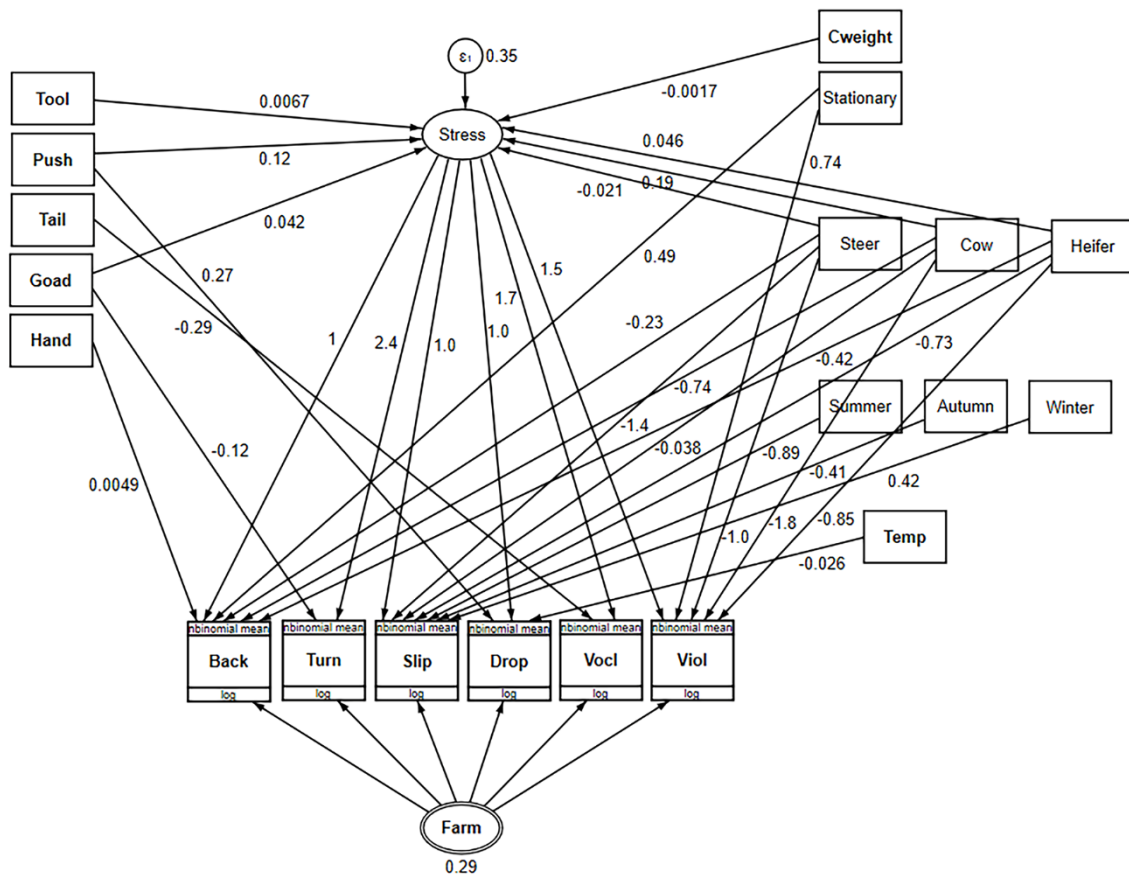 ε₁ 0.35
Cweight
Tool
0.0067
-0.0017
Stationary
Stress
Push
0.12
0.046
0.74
Tail
0.042
-0.021
0.19
Steer
Cow
Heifer
Goad
0.27
1.5
0.49
Hand
-0.29
1
2.4
1.0
1.7
1.0
-0.23
-0.42
-0.73
-0.74
Summer
Autumn
Winter
-0.12
-1.4
-0.038
-0.89
-0.41
0.42
0.0049
-1.8
-0.85
-1.0
Temp
-0.026
nbinomial mean
nbinomial mean
nbinomial mean
nbinomial mean
nbinomial mean
nbinomial mean
Back
Turn
Slip
Drop
Vocl
Viol
log
log
log
log
log
log
Farm
0.29